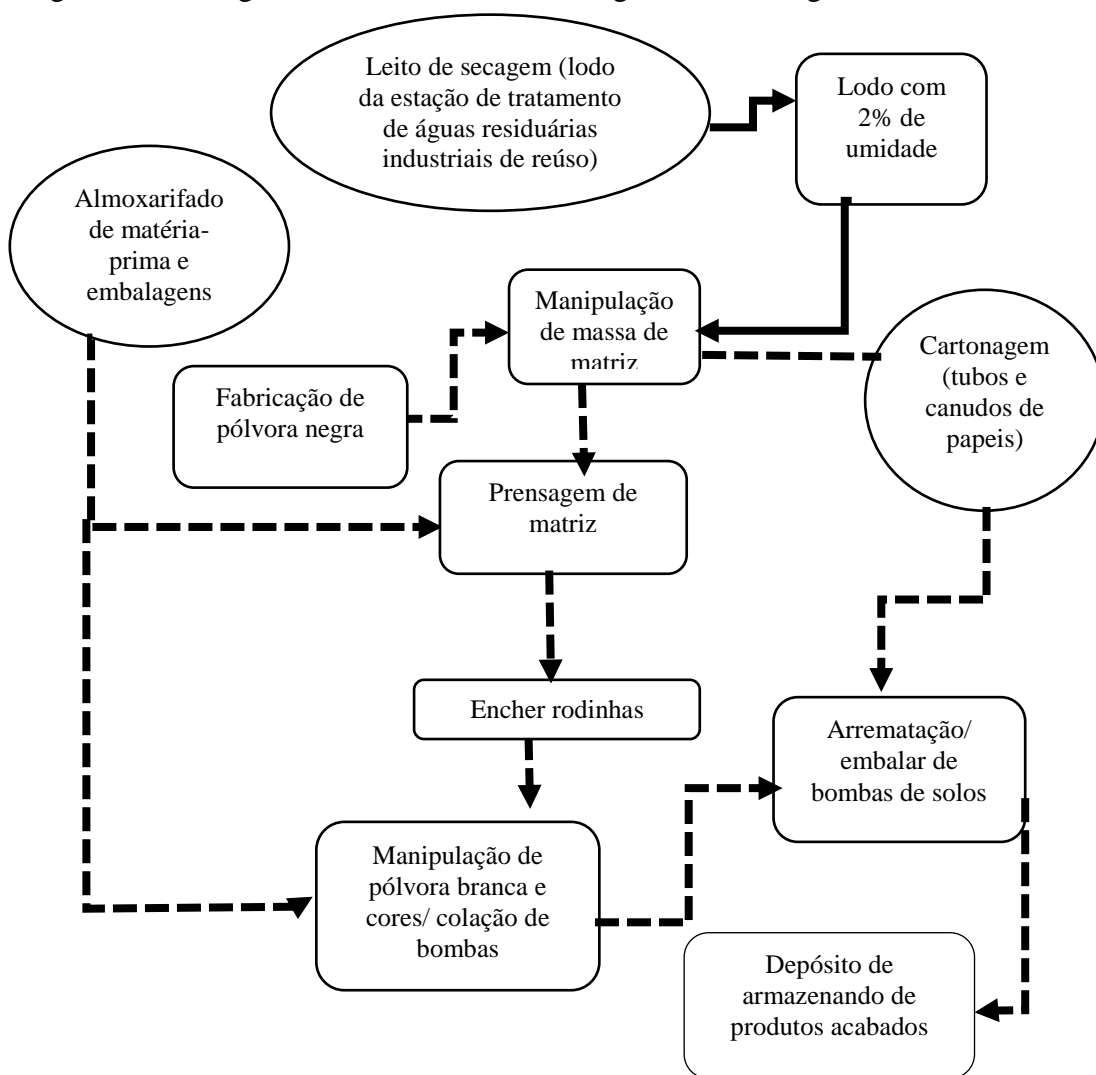 Leito de secagem (lodo
da estação de tratamento
de águas residuárias
industriais de reúso)
Lodo com
2% de
umidade
Almoxarifado
de matéria-
prima e
embalagens
Manipulação
de massa de
matriz
Cartonagem
(tubos e
canudos de
papeis)
Fabricação de
pólvora negra
Prensagem de
matriz
Encher rodinhas
Arrematação/
embalar de
bombas de solos
Manipulação de
pólvora branca e
cores/ colação de
bombas
Depósito de
armazenando de
produtos acabados